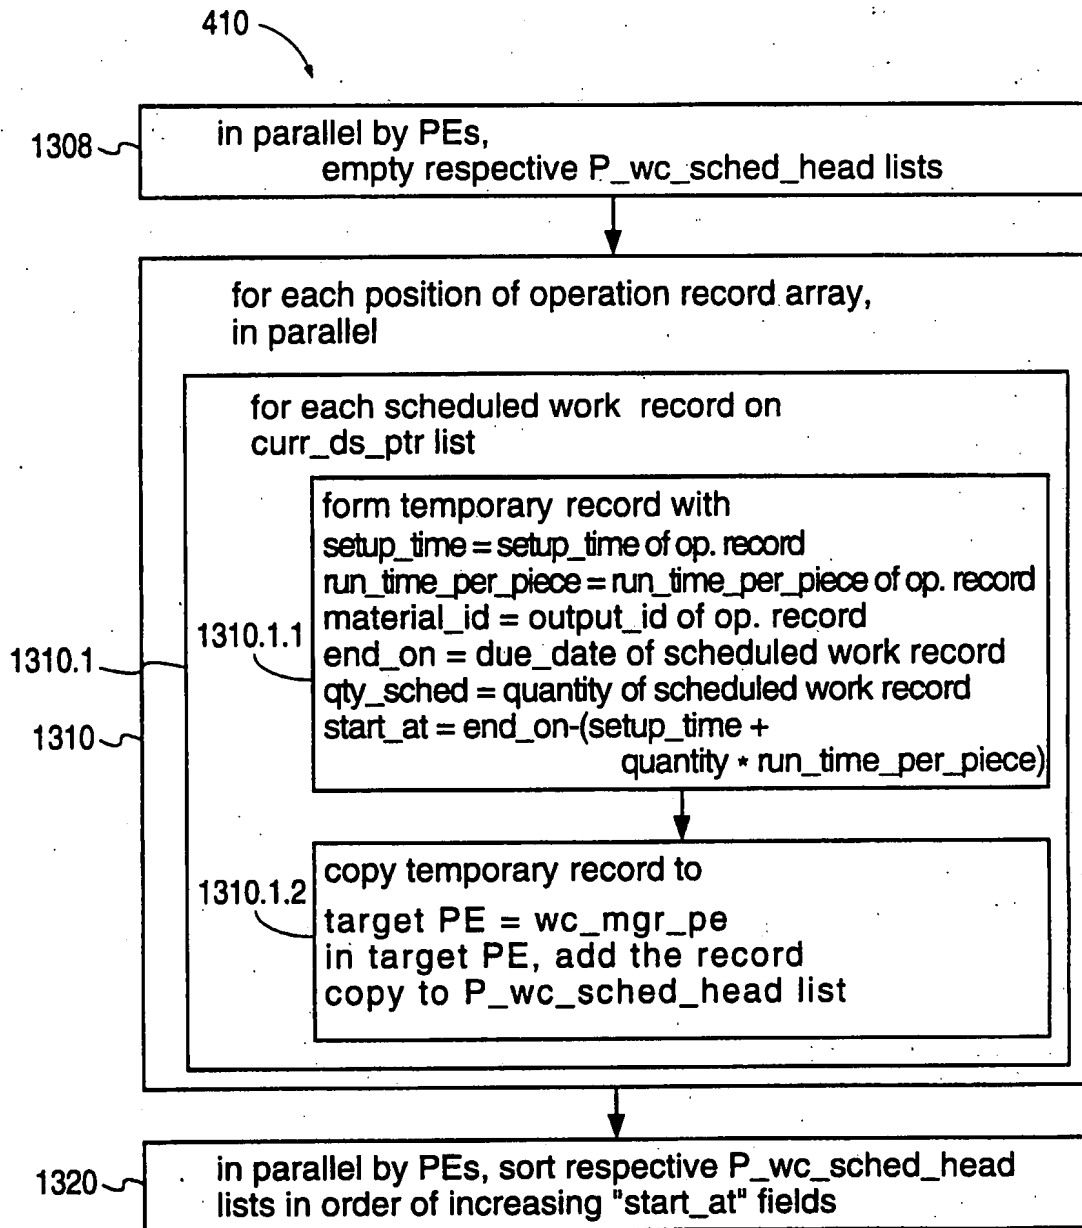 410
1308
in parallel by PEs,
empty respective P_wc_sched_head lists
for each position of operation record array,
in parallel
for each scheduled work record on
curr_ds_ptr list
form temporary record with
setup_time = setup_time of op. record
run_time_per_piece = run_time_per_piece of op. record
material_id = output_id of op. record
1310.1.1
end_on = due_date of scheduled work record
1310.1
qty_sched = quantity of scheduled work record
start_at = end_on-(setup_time +
1310
quantity * run_time_per_piece)
copy temporary record to
1310.1.2
target PE = wc_mgr_pe
in target PE, add the record
copy to P_wc_sched_head list
1320
in parallel by PEs, sort respective P_wc_sched_head
lists in order of increasing "start_at" fields